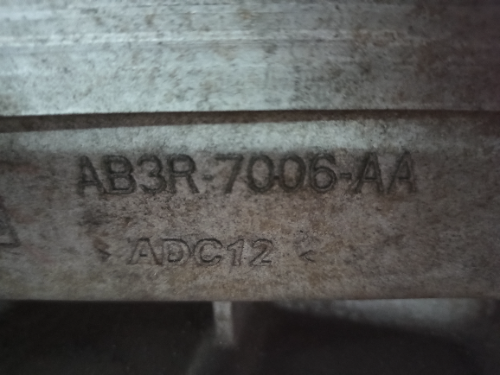 AB3R-7006-AA
> ADC12 <